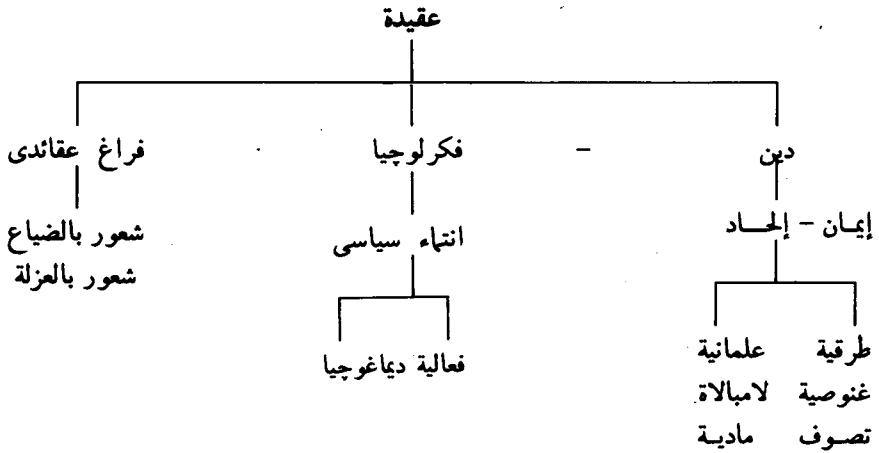 عقيدة
دين – فكرلوچيا فراغ عقائدى
إيمان – إلحاد انتماء سياسى شعور بالضياع
شعور بالعزلة
طرقية علمانية فعالية ديماغوچيا
غنوصية لامبالاة
تصوف مادية